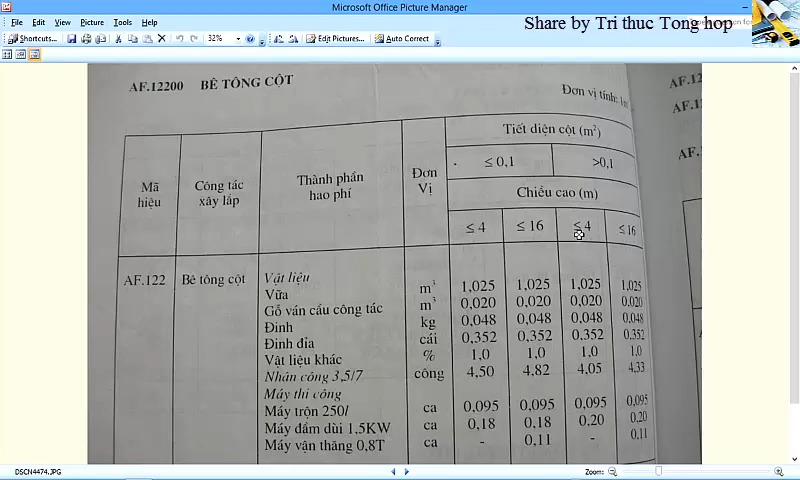 Microsoft Office Picture Manager
Share by Tri thuc Tong hop
File Edit View Picture Tools Help
Shortcuts... 32% Edit Pictures... Auto Correct
AF.12200 BÊ TÔNG CỘT
Đơn vị tính: 1m
Mã hiệu
Công tác xây lắp
Thành phần hao phí
Đơn Vị
Tiết diện cột (m²)
≤ 0,1 >0,1
Chiều cao (m)
≤ 4 ≤ 16 ≤ 4 ≤ 16
AF.122 Bê tông cột Vật liệu
Vữa m³ 1,025 1,025 1,025 1,025
Gỗ ván cầu công tác m³ 0,020 0,020 0,020 0,020
Đinh kg 0,048 0,048 0,048 0,048
Đinh đỉa cái 0,352 0,352 0,352 0,352
Vật liệu khác % 1,0 1,0 1,0 1,0
Nhân công 3,5/7 công 4,50 4,82 4,05 4,33
Máy thi công
Máy trộn 250l ca 0,095 0,095 0,095 0,095
Máy đầm dùi 1,5KW ca 0,18 0,18 0,20 0,20
Máy vận thăng 0,8T ca - 0,11 - 0,11
AF.12
AF.1
AF.
DSCN4474.JPG
Zoom: